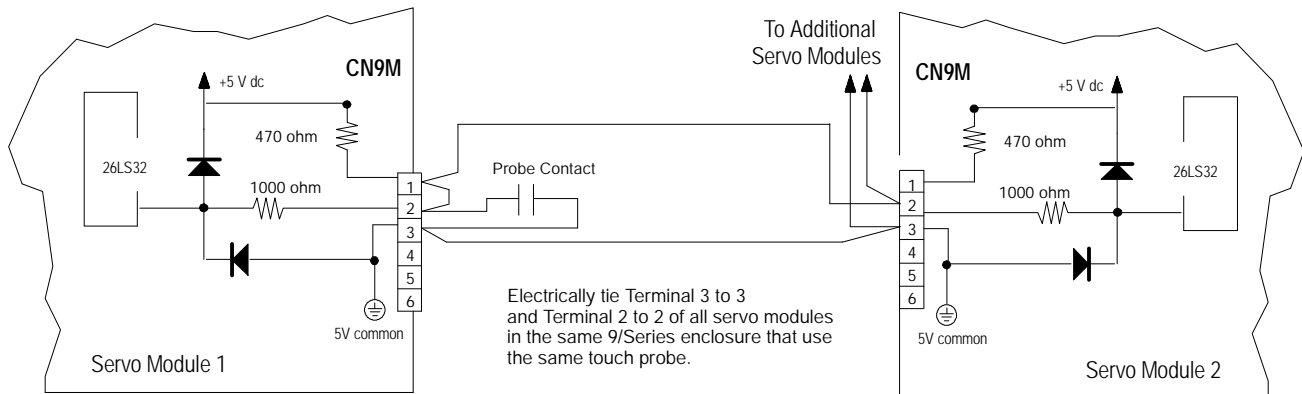 To Additional
Servo Modules
CN9M
+5 V dc
470 ohm
26LS32
1000 ohm
1
2
3
4
5
6
5V common
Servo Module 1
Probe Contact
Electrically tie Terminal 3 to 3
and Terminal 2 to 2 of all servo modules
in the same 9/Series enclosure that use
the same touch probe.
CN9M
+5 V dc
470 ohm
26LS32
1000 ohm
1
2
3
4
5
6
5V common
Servo Module 2